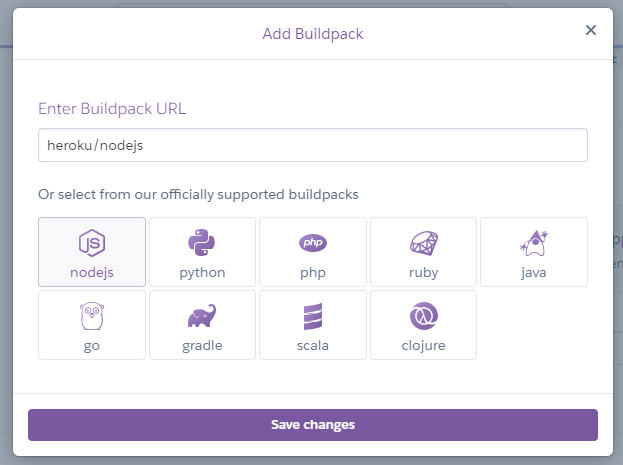 Add Buildpack
Enter Buildpack URL
heroku/nodejs
Or select from our officially supported buildpacks
JS php
nodejs python php ruby java
go gradle scala clojure
Save changes